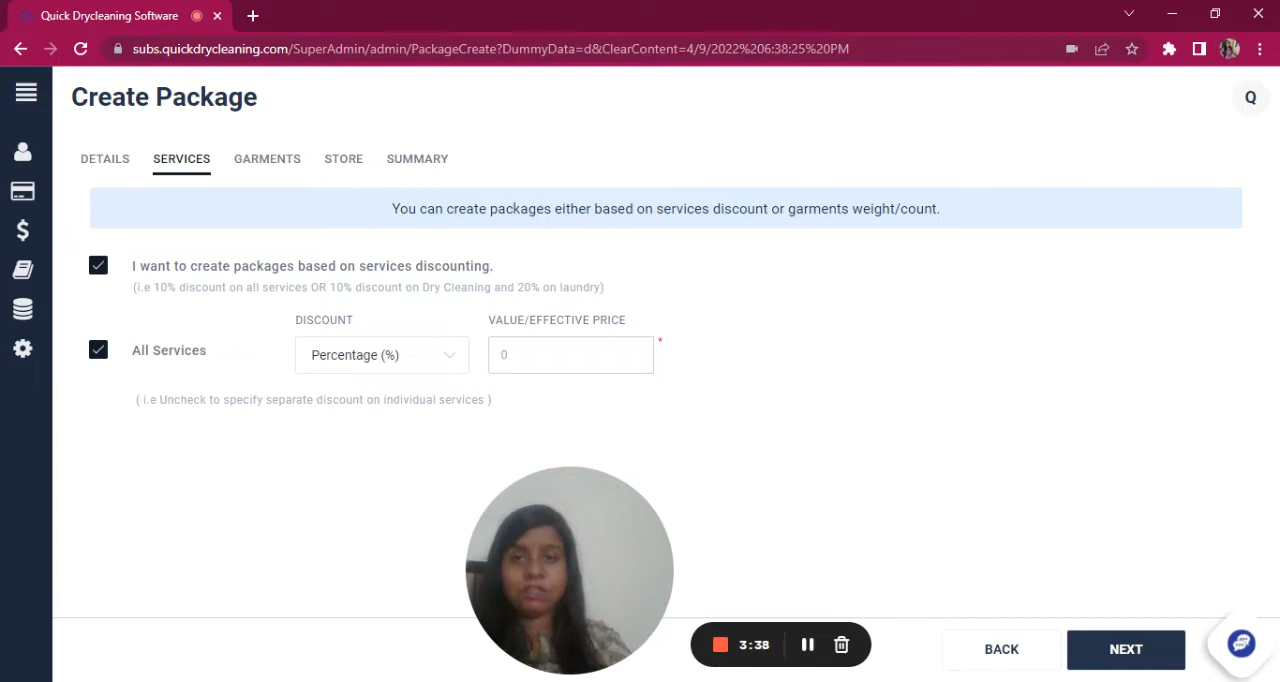 Quick Drycleaning Software
subs.quickdrycleaning.com/SuperAdmin/admin/PackageCreate?DummyData=d&ClearContent=4/9/2022%206:38:25%20PM
Create Package
Q
DETAILS SERVICES GARMENTS STORE SUMMARY
You can create packages either based on services discount or garments weight/count.
I want to create packages based on services discounting.
(i.e 10% discount on all services OR 10% discount on Dry Cleaning and 20% on laundry)
DISCOUNT VALUE/EFFECTIVE PRICE
All Services Percentage (%) 0 *
( i.e Uncheck to specify separate discount on individual services )
3:38
BACK NEXT